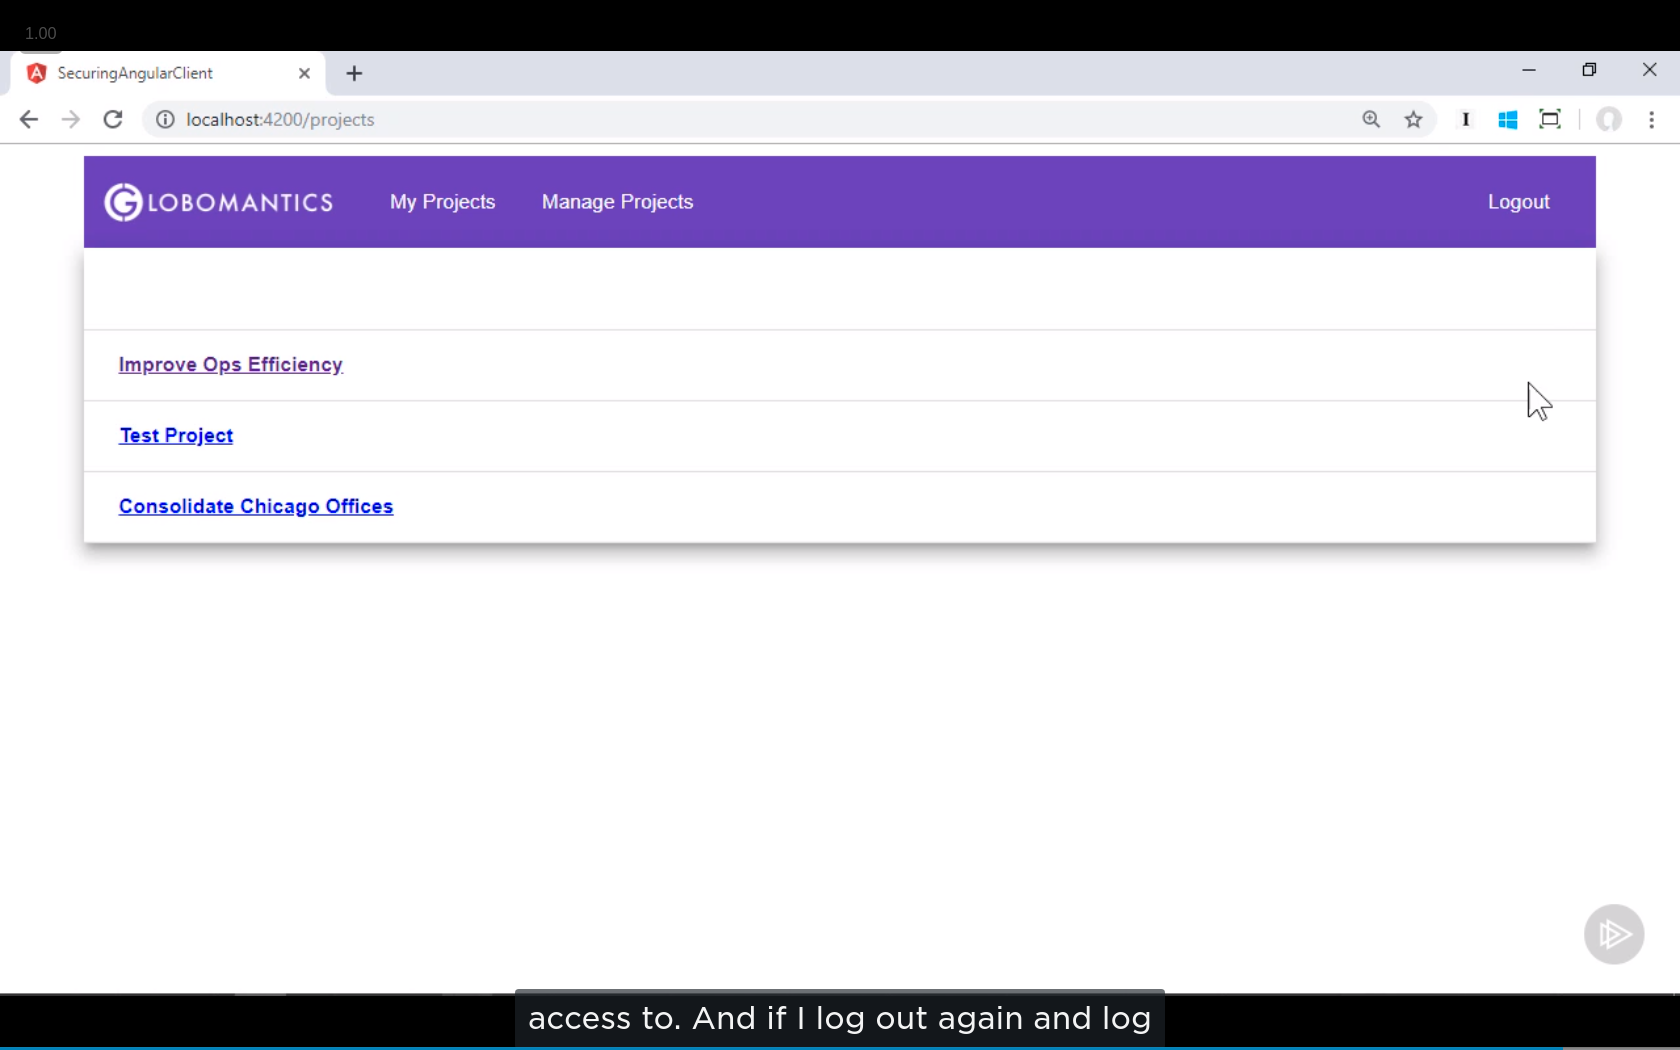 1.00
SecuringAngularClient
localhost:4200/projects
GLOBOMANTICS My Projects Manage Projects Logout
Improve Ops Efficiency
Test Project
Consolidate Chicago Offices
access to. And if I log out again and log